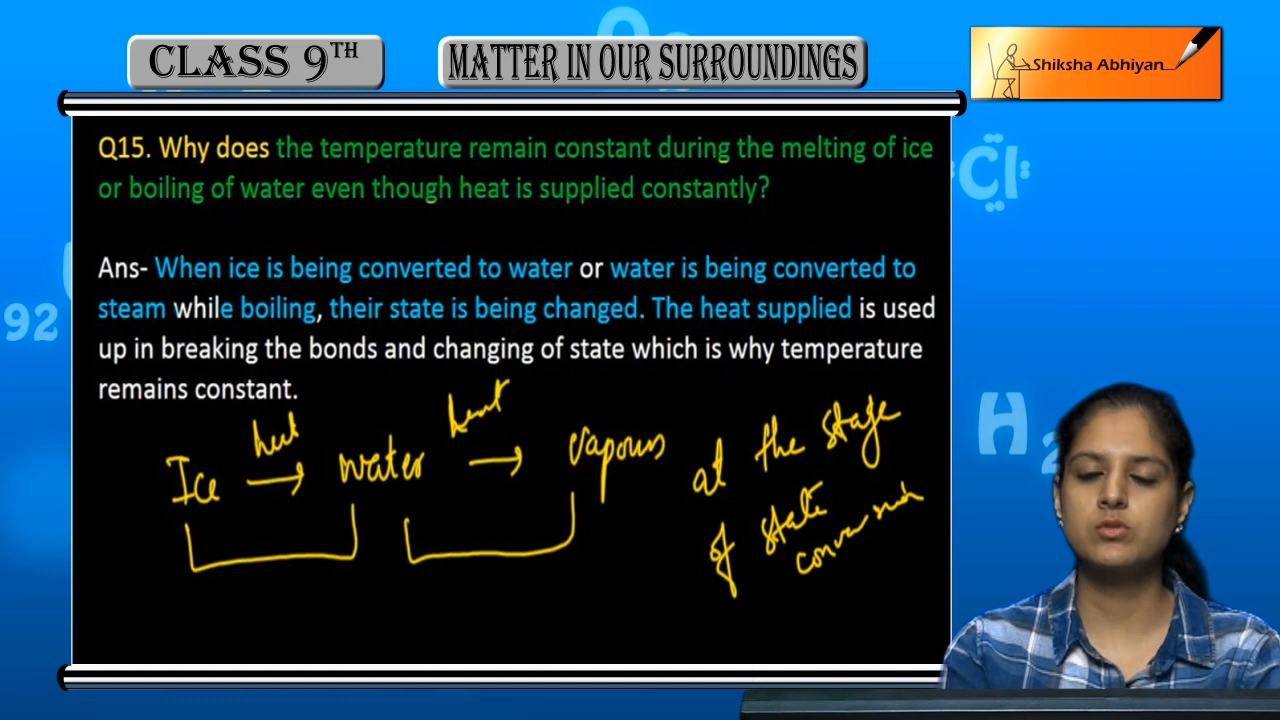 CLASS 9TH
MATTER IN OUR SURROUNDINGS
Shiksha Abhiyan
Q15. Why does the temperature remain constant during the melting of ice
or boiling of water even though heat is supplied constantly?
Ans- When ice is being converted to water or water is being converted to
steam while boiling, their state is being changed. The heat supplied is used
up in breaking the bonds and changing of state which is why temperature
remains constant.
Ice heat → water heat → vapours
at the stage
of state
conversion
92
Cl
H2